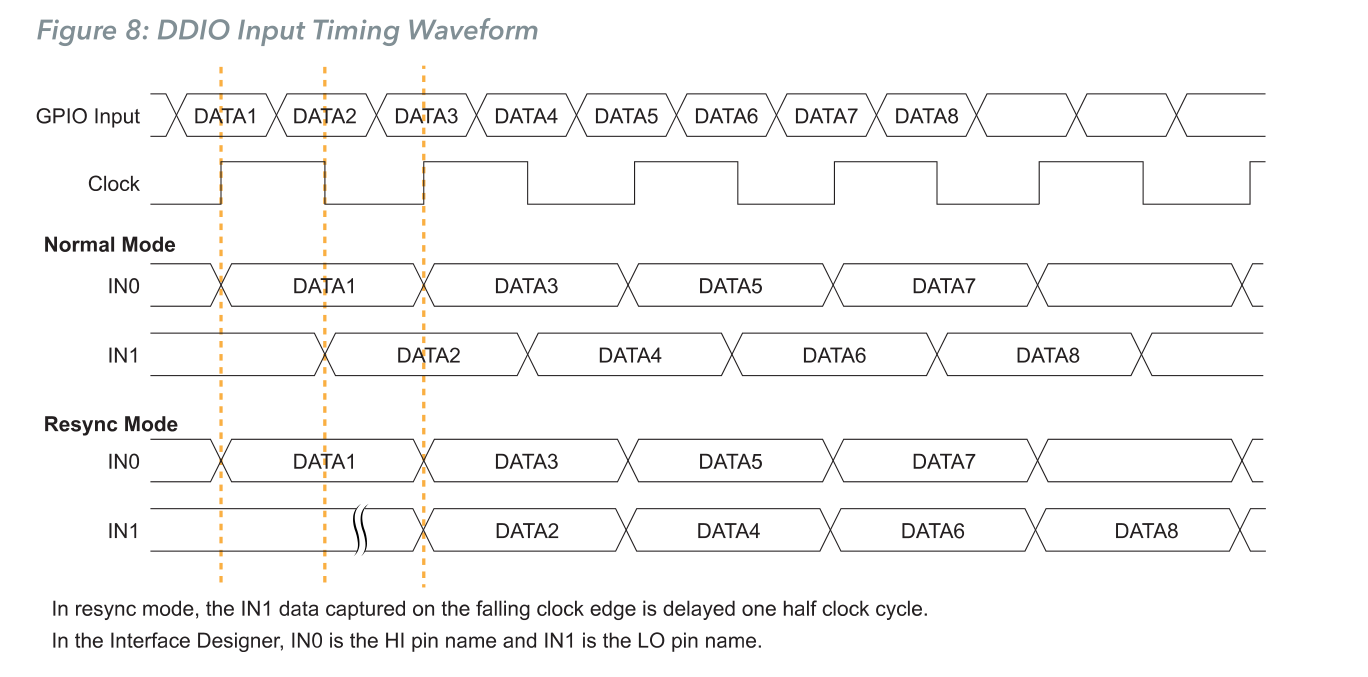 Figure 8: DDIO Input Timing Waveform
GPIO Input DATA1 DATA2 DATA3 DATA4 DATA5 DATA6 DATA7 DATA8
Clock
Normal Mode
IN0 DATA1 DATA3 DATA5 DATA7
IN1 DATA2 DATA4 DATA6 DATA8
Resync Mode
IN0 DATA1 DATA3 DATA5 DATA7
IN1 DATA2 DATA4 DATA6 DATA8
In resync mode, the IN1 data captured on the falling clock edge is delayed one half clock cycle.
In the Interface Designer, IN0 is the HI pin name and IN1 is the LO pin name.